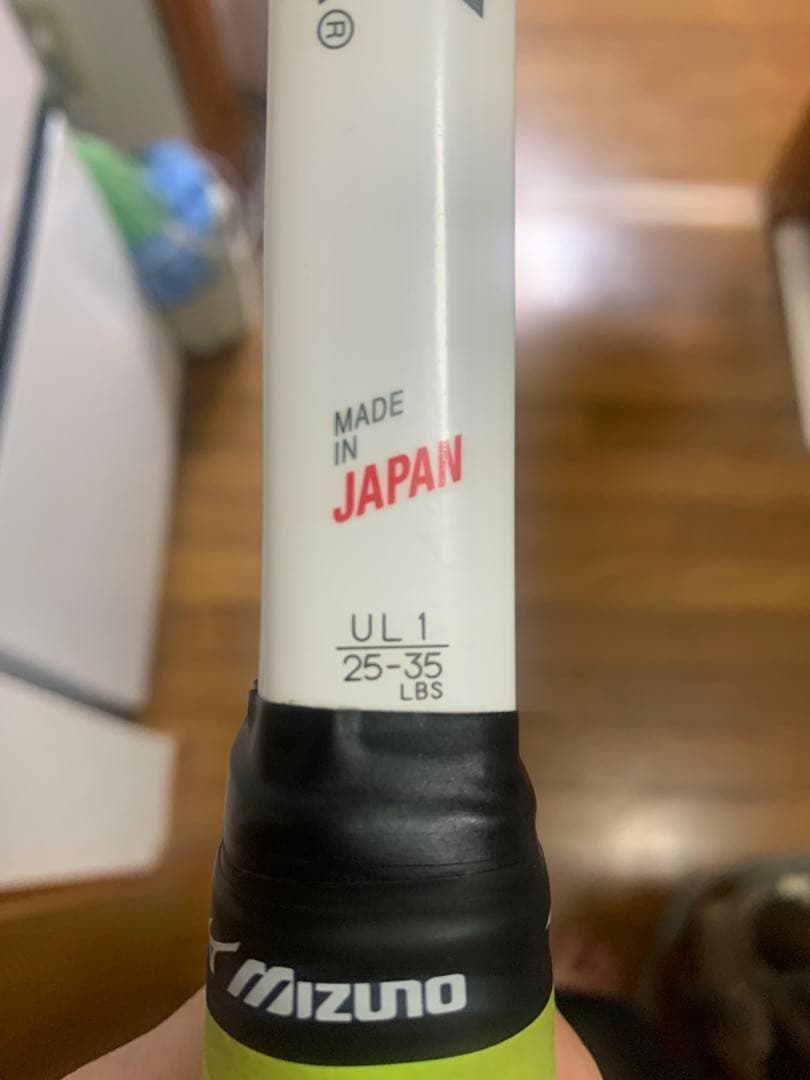 ®
MADE
IN
JAPAN
UL1
25-35
LBS
MIZUNO